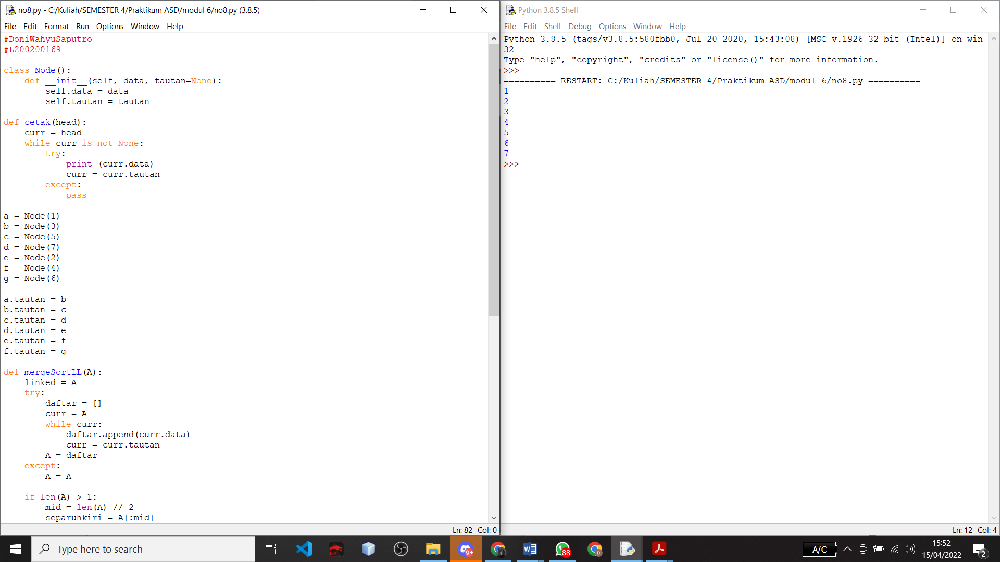 no8.py - C:/Kuliah/SEMESTER 4/Praktikum ASD/modul 6/no8.py (3.8.5)
File Edit Format Run Options Window Help
#DoniWahyuSaputro
#L200200169
class Node():
    def __init__(self, data, tautan=None):
        self.data = data
        self.tautan = tautan
def cetak(head):
    curr = head
    while curr is not None:
        try:
            print (curr.data)
            curr = curr.tautan
        except:
            pass
a = Node(1)
b = Node(3)
c = Node(5)
d = Node(7)
e = Node(2)
f = Node(4)
g = Node(6)
a.tautan = b
b.tautan = c
c.tautan = d
d.tautan = e
e.tautan = f
f.tautan = g
def mergeSortLL(A):
    linked = A
    try:
        daftar = []
        curr = A
        while curr:
            daftar.append(curr.data)
            curr = curr.tautan
        A = daftar
    except:
        A = A
    if len(A) > 1:
        mid = len(A) // 2
        separuhkiri = A[:mid]
Ln: 82 Col: 0
Python 3.8.5 Shell
File Edit Shell Debug Options Window Help
Python 3.8.5 (tags/v3.8.5:580fbb0, Jul 20 2020, 15:43:08) [MSC v.1926 32 bit (Intel)] on win
32
Type "help", "copyright", "credits" or "license()" for more information.
>>>
========== RESTART: C:/Kuliah/SEMESTER 4/Praktikum ASD/modul 6/no8.py ==========
1
2
3
4
5
6
7
>>>
Ln: 12 Col: 4
Type here to search
9+
88
D
A/C
15:52
15/04/2022
2